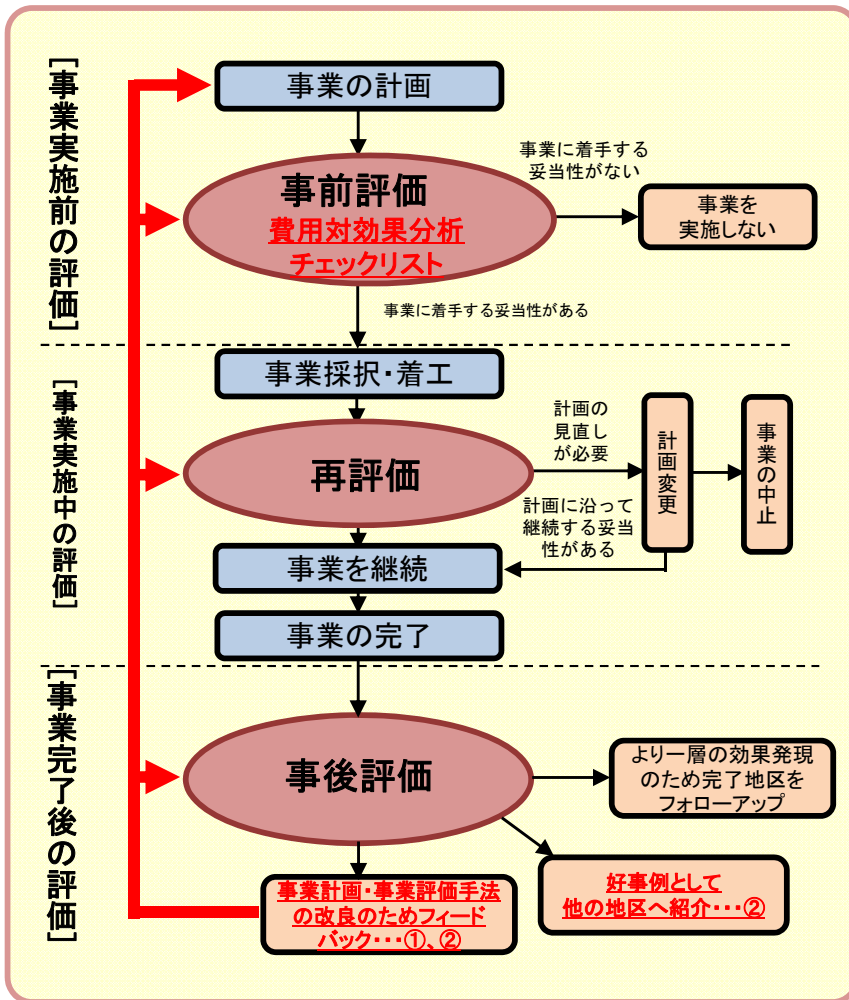 [事業実施前の評価]
事業の計画
事業に着手する
妥当性がない
事前評価
費用対効果分析
チェックリスト
事業を
実施しない
事業に着手する妥当性がある
[事業実施中の評価]
事業採択・着工
計画の
見直し
が必要
再評価
計画変更
事業の中止
計画に沿って
継続する妥当
性がある
事業を継続
事業の完了
[事業完了後の評価]
事後評価
より一層の効果発現
のため完了地区を
フォローアップ
事業計画・事業評価手法
の改良のためフィード
バック・・・①、②
好事例として
他の地区へ紹介・・・②